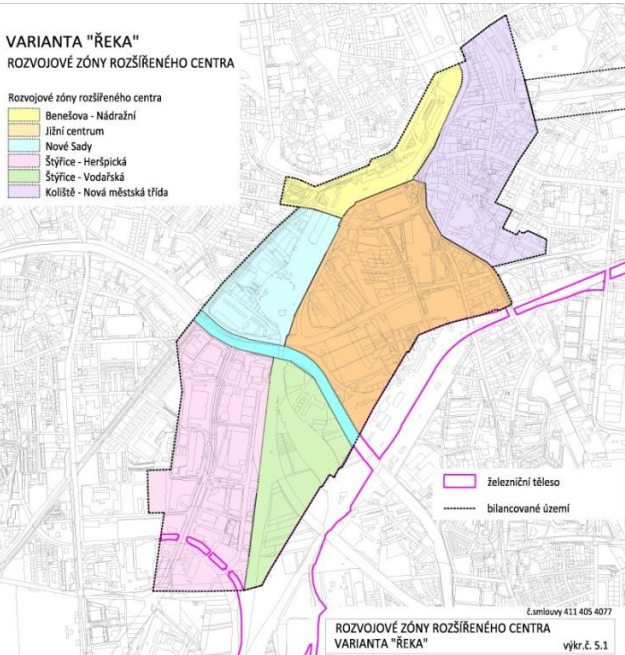 VARIANTA "ŘEKA"
ROZVOJOVÉ ZÓNY ROZŠÍŘENÉHO CENTRA
Rozvojové zóny rozšířeného centra
Benešova - Nádražní
Jižní centrum
Nové Sady
Štýřice - Heršpická
Štýřice - Vodařská
Koliště - Nová městská třída
železniční těleso
bilancované území
č.smlouvy 411 405 4077
ROZVOJOVÉ ZÓNY ROZŠÍŘENÉHO CENTRA
VARIANTA "ŘEKA"
výkr.č. 5.1